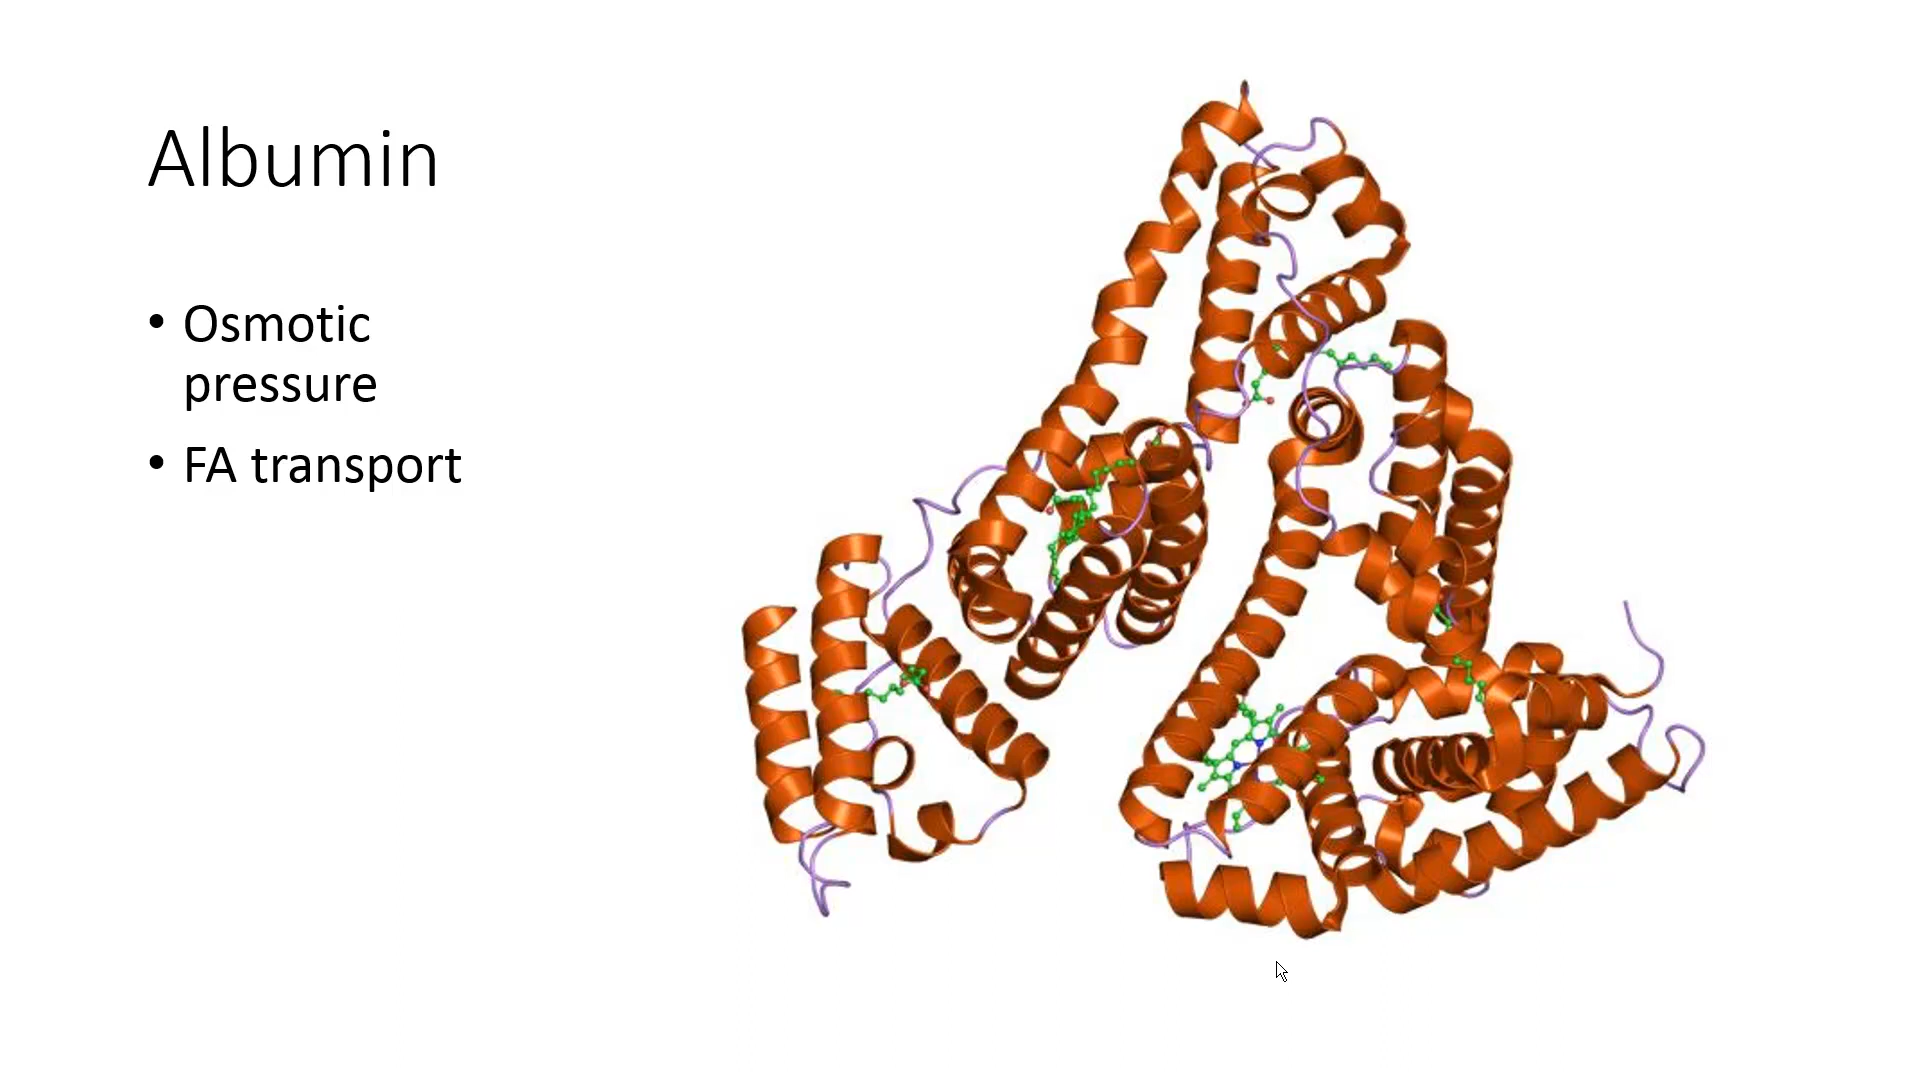 Albumin
• Osmotic
pressure
• FA transport